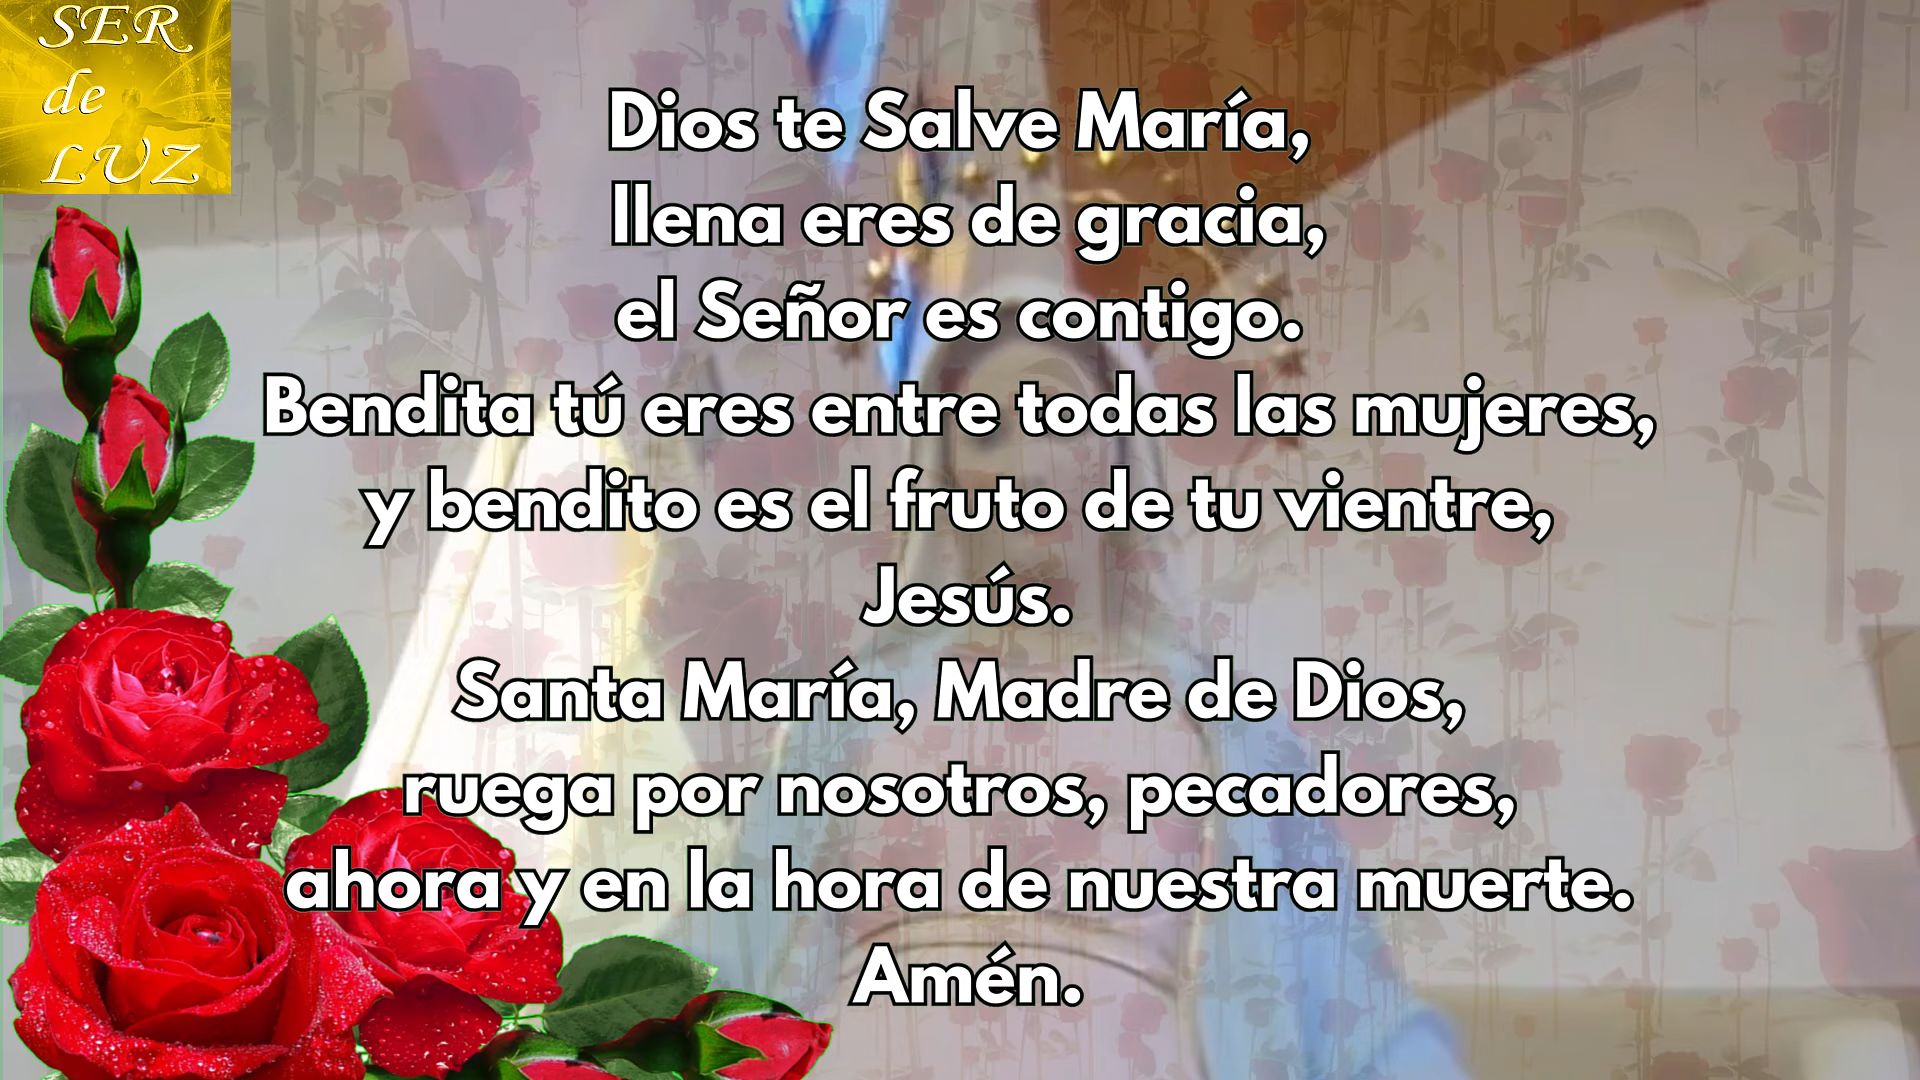 SER
de
LUZ
Dios te Salve María,
llena eres de gracia,
el Señor es contigo.
Bendita tú eres entre todas las mujeres,
y bendito es el fruto de tu vientre,
Jesús.
Santa María, Madre de Dios,
ruega por nosotros, pecadores,
ahora y en la hora de nuestra muerte.
Amén.